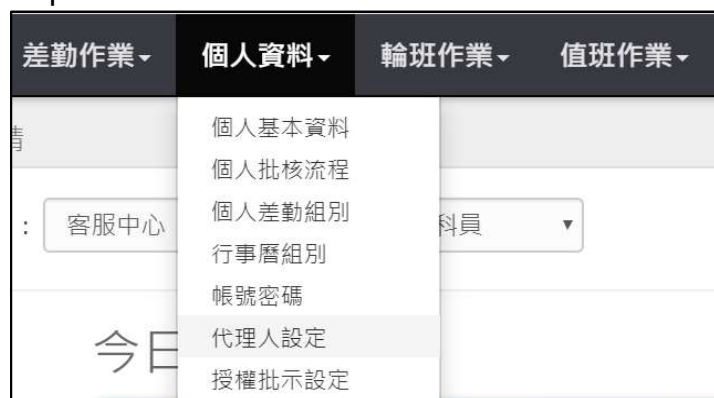 差勤作業 個人資料 輪班作業 值班作業
個人基本資料
個人批核流程
: 客服中心 個人差勤組別 科員
行事曆組別
帳號密碼
今日 代理人設定
授權批示設定